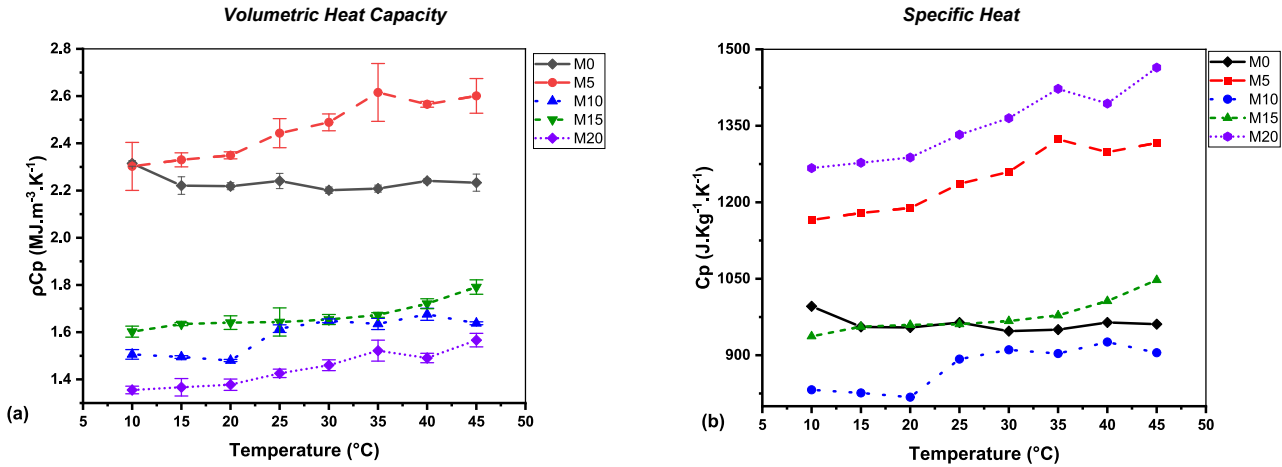 Volumetric Heat Capacity
2.8
2.6
2.4
2.2
2.0
1.8
1.6
1.4
ρCp (MJ.m⁻³.K⁻¹)
5 10 15 20 25 30 35 40 45 50
Temperature (°C)
(a)
M0
M5
M10
M15
M20
Specific Heat
1500
1350
1200
1050
900
Cp (J.Kg⁻¹.K⁻¹)
5 10 15 20 25 30 35 40 45 50
Temperature (°C)
(b)
M0
M5
M10
M15
M20